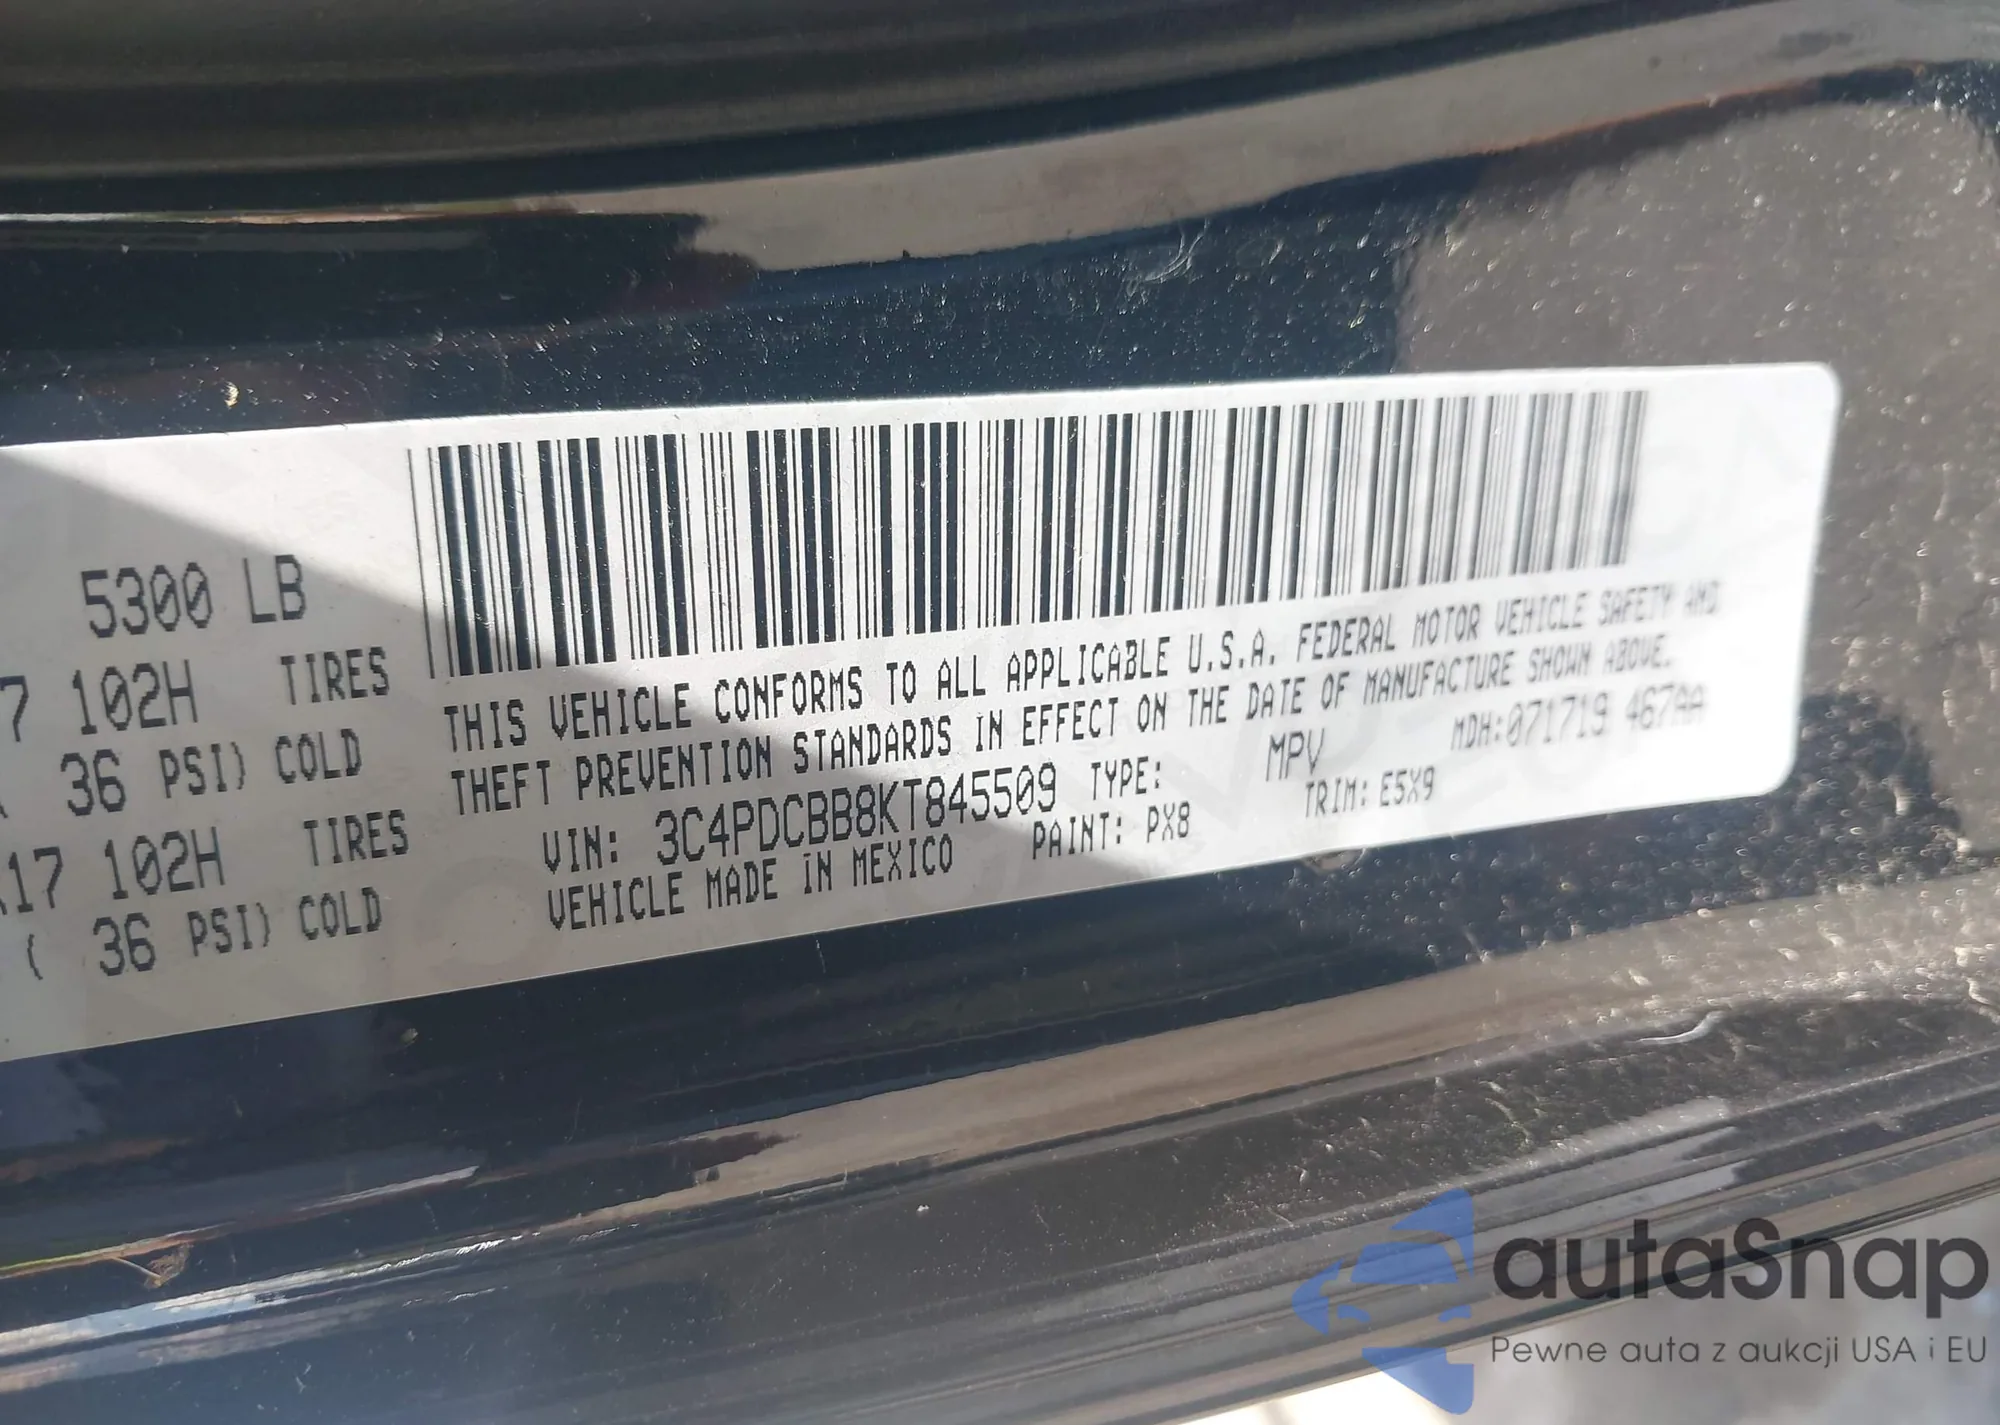 5300 LB
7 102H TIRES
36 PSI) COLD
17 102H TIRES
( 36 PSI) COLD
THIS VEHICLE CONFORMS TO ALL APPLICABLE U.S.A. FEDERAL MOTOR VEHICLE SAFETY AND
THEFT PREVENTION STANDARDS IN EFFECT ON THE DATE OF MANUFACTURE SHOWN ABOVE.
VIN: 3C4PDCBB8KT845509 TYPE: MPV MDH:071719 467AA
VEHICLE MADE IN MEXICO PAINT: PX8 TRIM: E5X9
autaSnap
Pewne auta z aukcji USA i EU